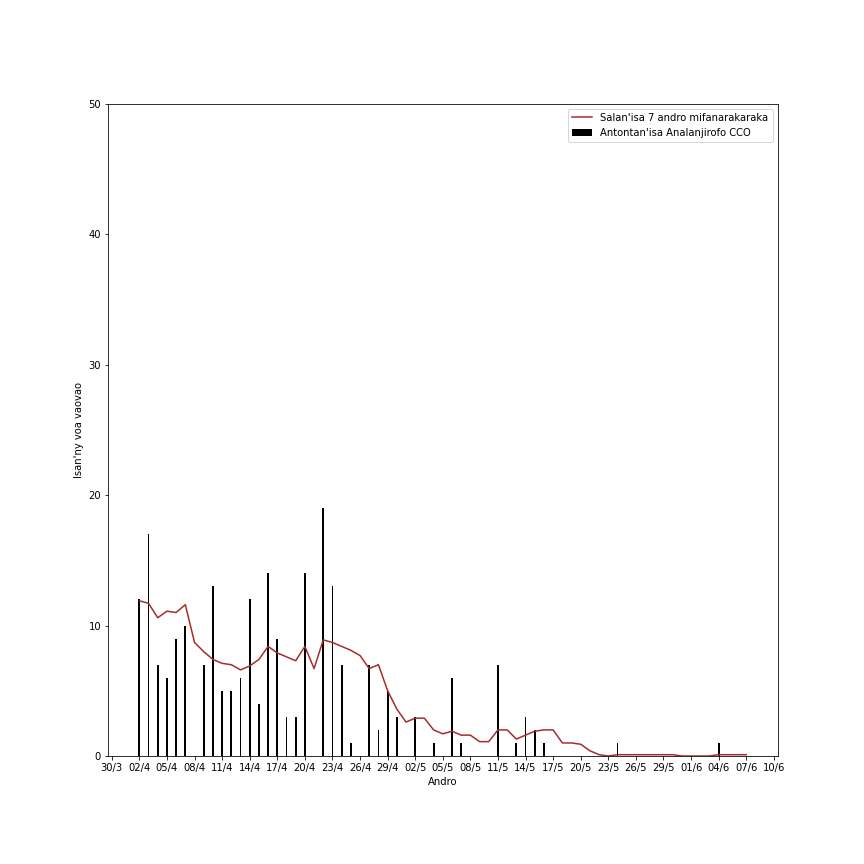 50
40
30
20
10
0
Isan'ny voa vaovao
Salan'isa 7 andro mifanarakaraka
Antontan'isa Analanjirofo CCO
30/3 02/4 05/4 08/4 11/4 14/4 17/4 20/4 23/4 26/4 29/4 02/5 05/5 08/5 11/5 14/5 17/5 20/5 23/5 26/5 29/5 01/6 04/6 07/6 10/6
Andro